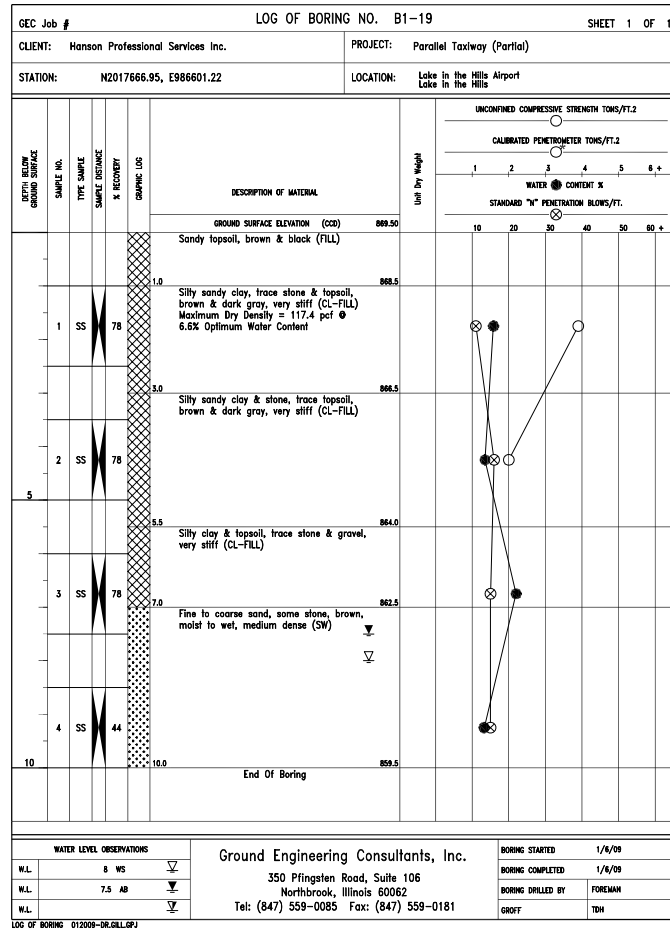 GEC Job #
LOG OF BORING NO. B1-19
SHEET 1 OF 1
CLIENT: Hanson Professional Services Inc.
PROJECT: Parallel Taxiway (Partial)
STATION: N2017666.95, E986601.22
LOCATION: Lake in the Hills Airport
Lake in the Hills
DEPTH BELOW
GROUND SURFACE
SAMPLE NO.
TYPE SAMPLE
SAMPLE DISTANCE
% RECOVERY
GRAPHIC LOG
DESCRIPTION OF MATERIAL
GROUND SURFACE ELEVATION (CCD) 869.50
Unit Dry Weight
UNCONFINED COMPRESSIVE STRENGTH TONS/FT.2
CALIBRATED PENETROMETER TONS/FT.2
*
1 2 3 4 5 6 +
WATER CONTENT %
STANDARD "N" PENETRATION BLOWS/FT.
10 20 30 40 50 60 +
Sandy topsoil, brown & black (FILL)
1.0 868.5
Silty sandy clay, trace stone & topsoil,
brown & dark gray, very stiff (CL-FILL)
Maximum Dry Density = 117.4 pcf @
6.6% Optimum Water Content
1 SS 78
3.0 866.5
Silty sandy clay & stone, trace topsoil,
brown & dark gray, very stiff (CL-FILL)
2 SS 78
5
5.5 864.0
Silty clay & topsoil, trace stone & gravel,
very stiff (CL-FILL)
3 SS 78
7.0 862.5
Fine to coarse sand, some stone, brown,
moist to wet, medium dense (SW)
4 SS 44
10
10.0 859.5
End Of Boring
WATER LEVEL OBSERVATIONS
W.L. 8 WS
W.L. 7.5 AB
W.L.
Ground Engineering Consultants, Inc.
350 Pfingsten Road, Suite 106
Northbrook, Illinois 60062
Tel: (847) 559-0085 Fax: (847) 559-0181
BORING STARTED 1/6/09
BORING COMPLETED 1/6/09
BORING DRILLED BY FOREMAN
GROFF TDH
LOG OF BORING 012009-DR.GILL.GPJ